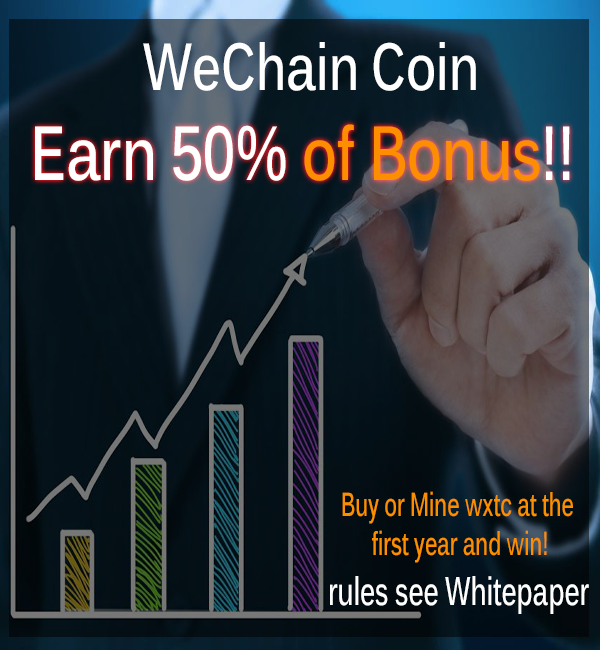 WeChain Coin
Earn 50% of Bonus!!
Buy or Mine wxtc at the
first year and win!
rules see Whitepaper